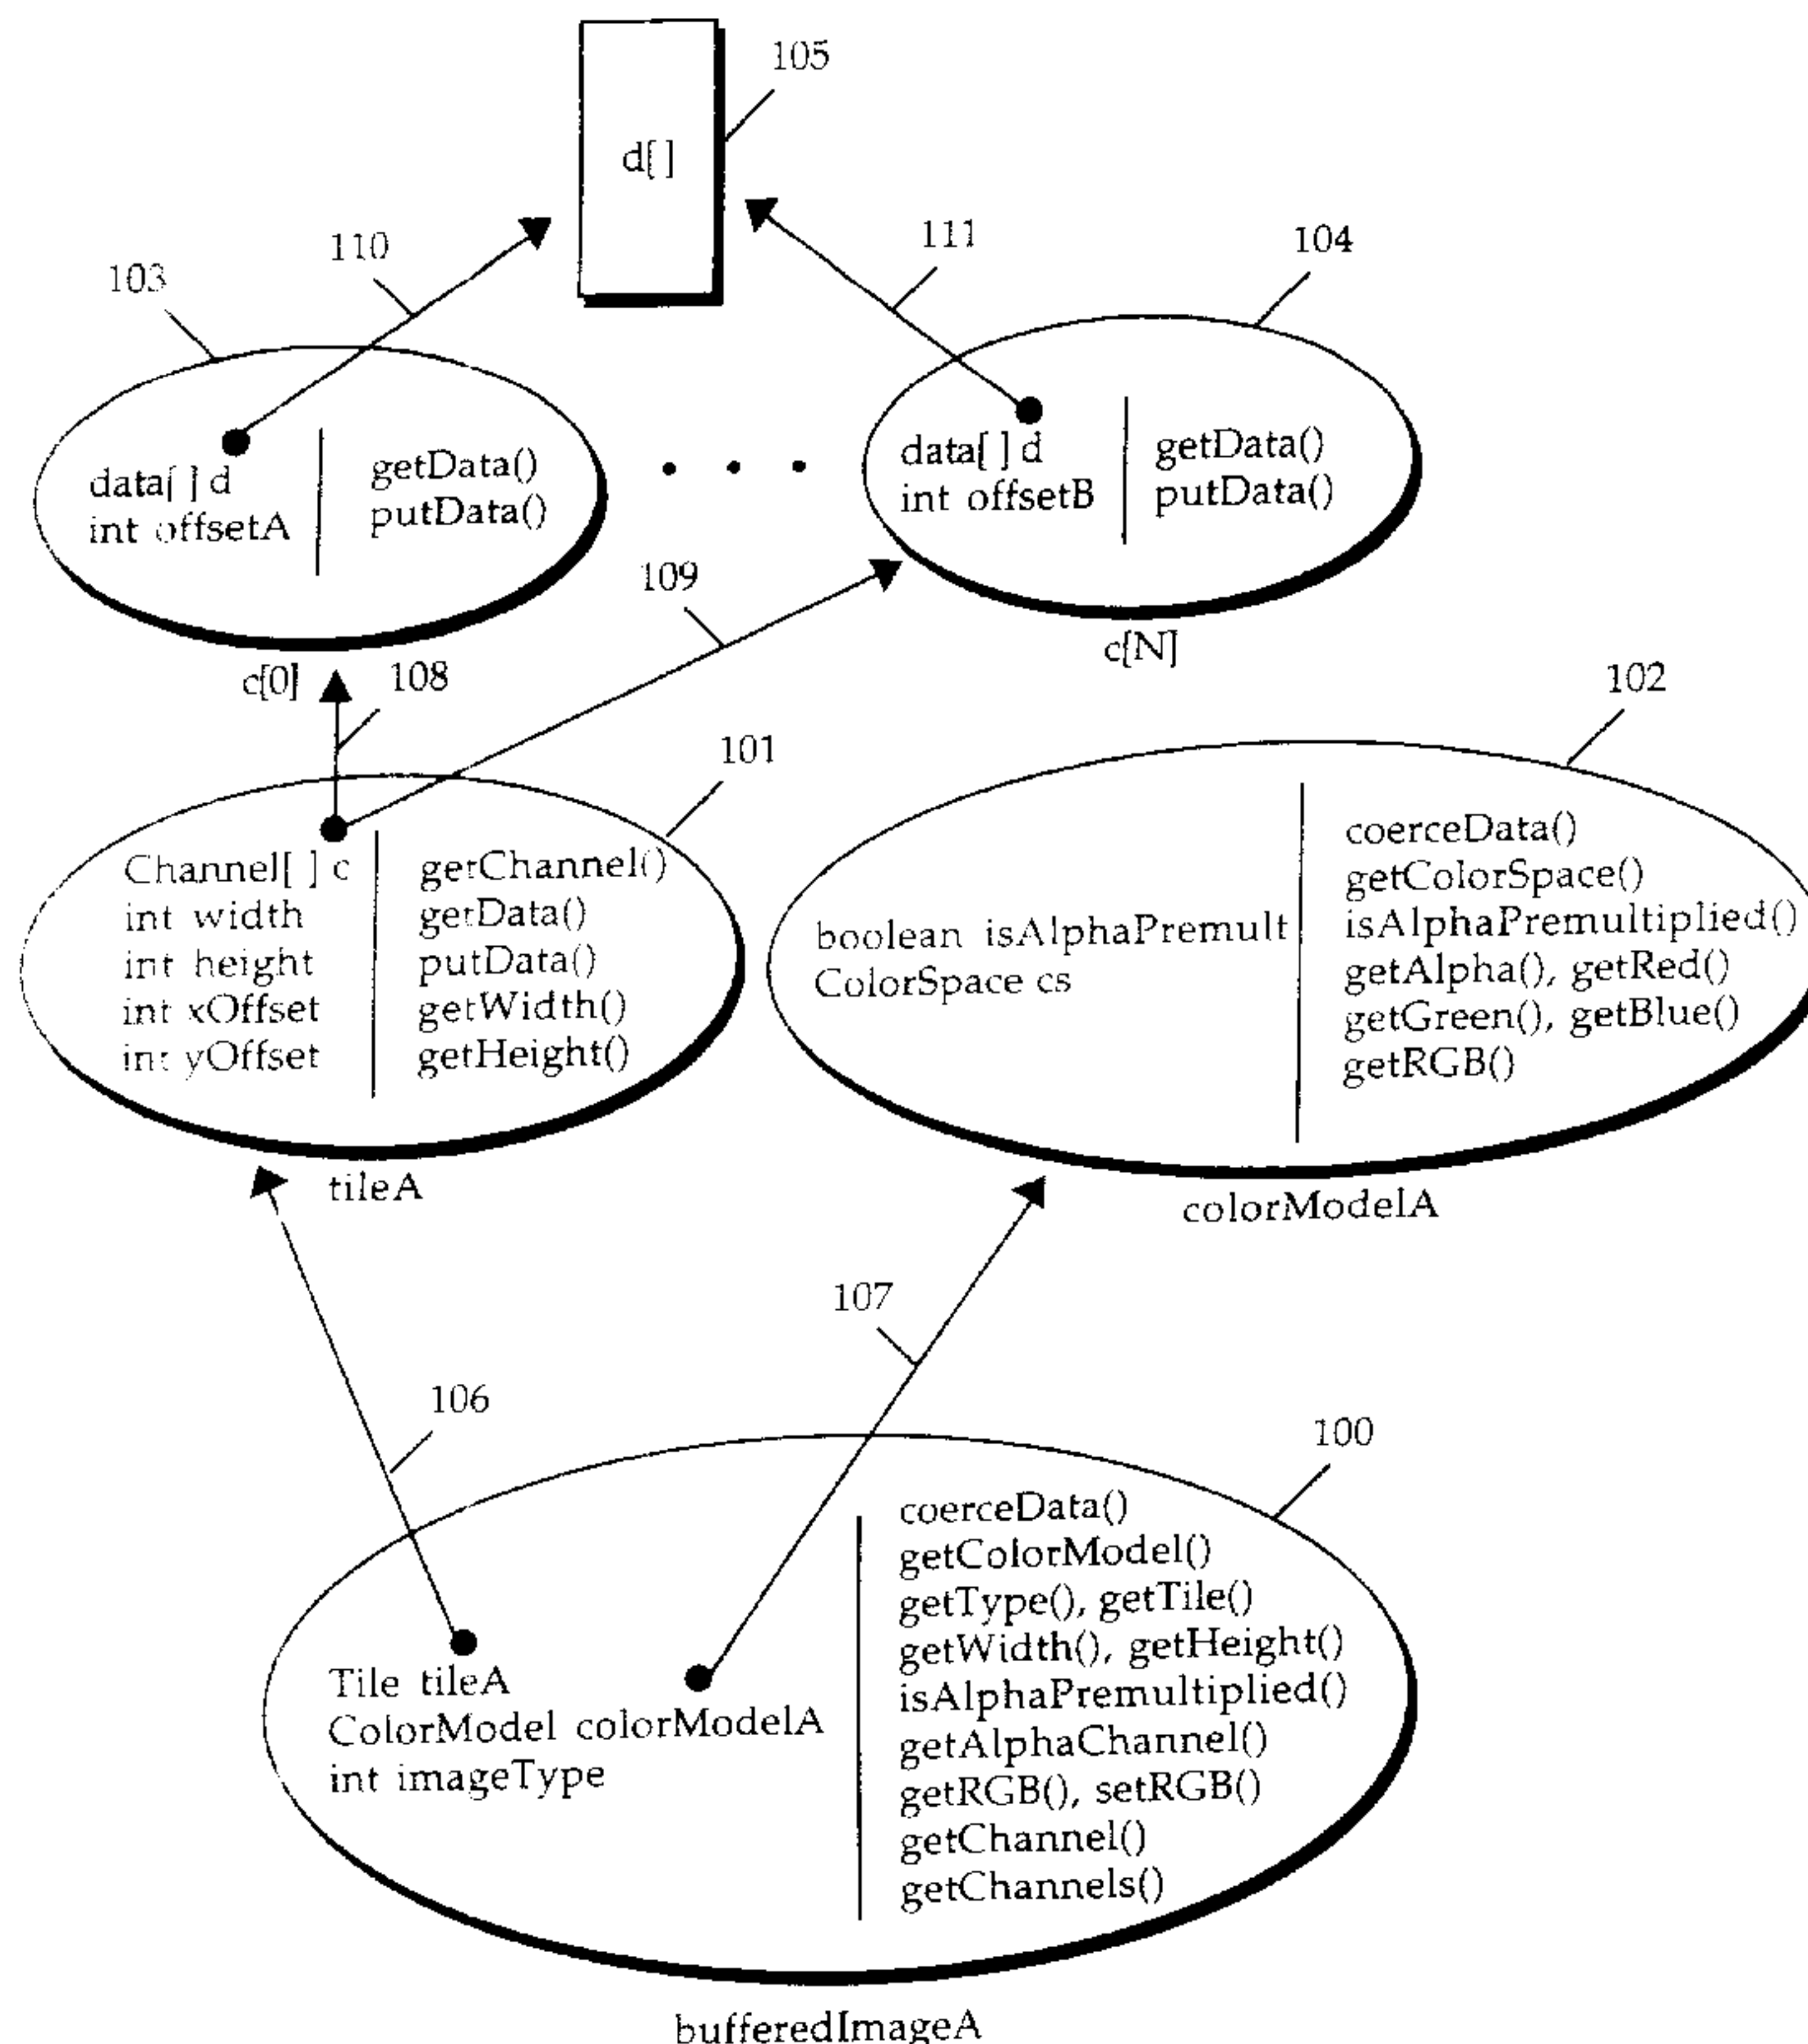 105
d[ ]
110
111
104
103
data[ ] d
int offsetA
getData()
putData()
. . .
data[ ] d
int offsetB
getData()
putData()
109
c[0]
108
c[N]
102
101
Channel[ ] c
int width
int height
int xOffset
int yOffset
getChannel()
getData()
putData()
getWidth()
getHeight()
boolean isAlphaPremult
ColorSpace cs
coerceData()
getColorSpace()
isAlphaPremultiplied()
getAlpha(), getRed()
getGreen(), getBlue()
getRGB()
tileA
colorModelA
107
106
100
Tile tileA
ColorModel colorModelA
int imageType
coerceData()
getColorModel()
getType(), getTile()
getWidth(), getHeight()
isAlphaPremultiplied()
getAlphaChannel()
getRGB(), setRGB()
getChannel()
getChannels()
bufferedImageA